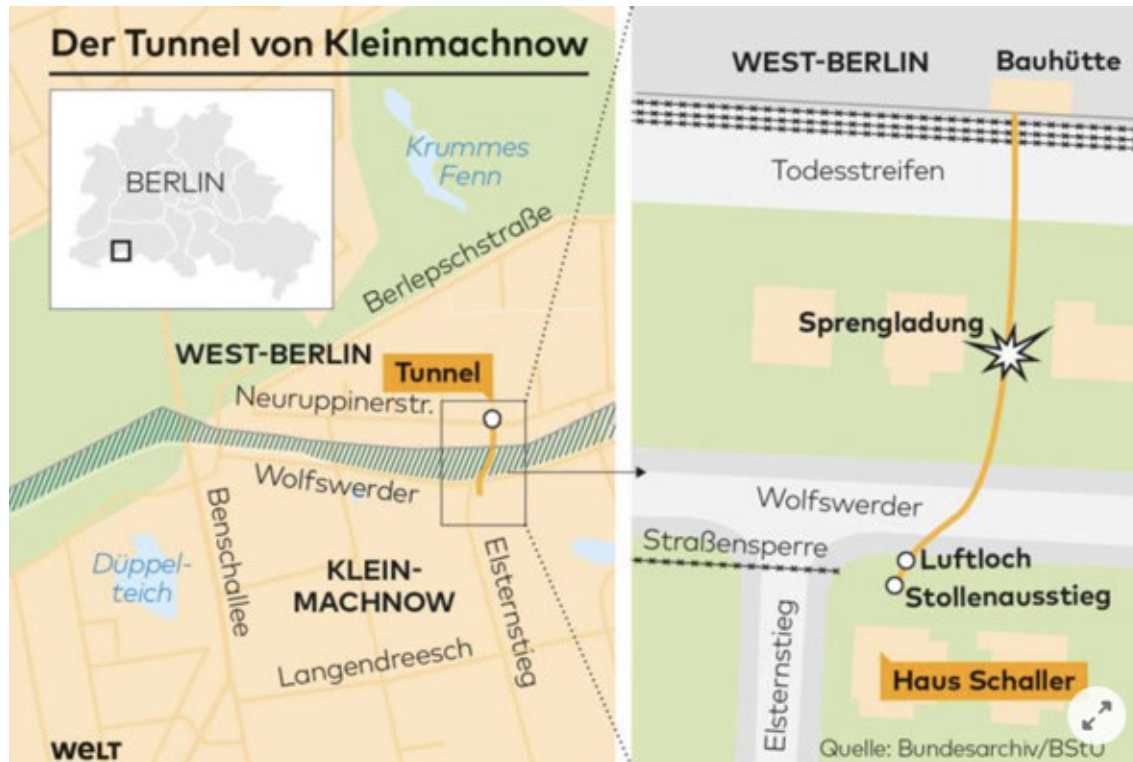 Der Tunnel von Kleinmachnow
BERLIN
Krummes
Fenn
Berlepschstraße
WEST-BERLIN
Tunnel
Neuruppinerstr.
Wolfswerder
Benschallee
Düppel-
teich
KLEIN-
MACHNOW
Elsternstieg
Langendreesch
WELT
WEST-BERLIN
Bauhütte
Todesstreifen
Sprengladung
Wolfswerder
Straßensperre
Luftloch
Stollenausstieg
Elsternstieg
Haus Schaller
Quelle: Bundesarchiv/BStU